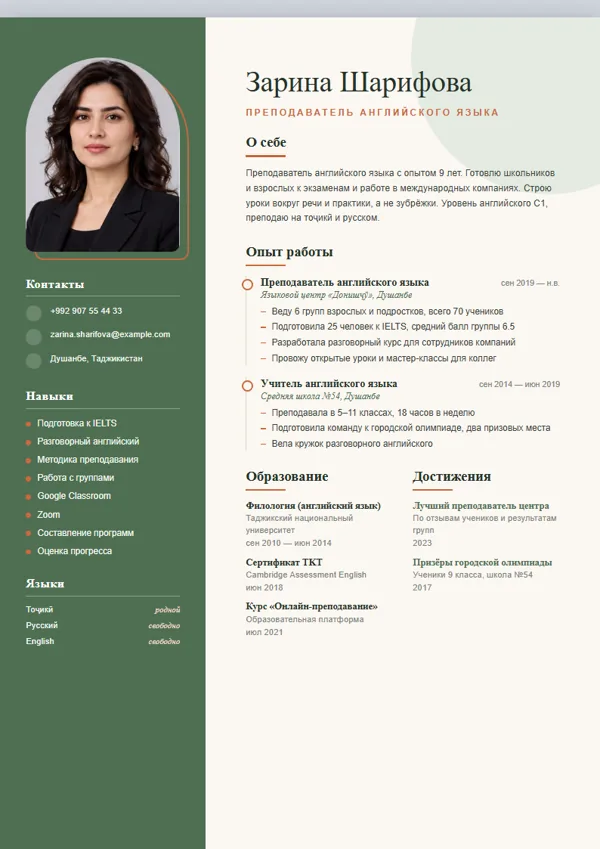 Зарина Шарифова
ПРЕПОДАВАТЕЛЬ АНГЛИЙСКОГО ЯЗЫКА
Контакты
+992 907 55 44 33
zarina.sharifova@example.com
Душанбе, Таджикистан
Навыки
Подготовка к IELTS
Разговорный английский
Методика преподавания
Работа с группами
Google Classroom
Zoom
Составление программ
Оценка прогресса
Языки
Тоҷикӣ родной
Русский свободно
English свободно
О себе
Преподаватель английского языка с опытом 9 лет. Готовлю школьников
и взрослых к экзаменам и работе в международных компаниях. Строю
уроки вокруг речи и практики, а не зубрёжки. Уровень английского C1,
преподаю на тоҷикӣ и русском.
Опыт работы
Преподаватель английского языка сен 2019 — н.в.
Языковой центр «Донишҷӯ», Душанбе
– Веду 6 групп взрослых и подростков, всего 70 учеников
– Подготовила 25 человек к IELTS, средний балл группы 6.5
– Разработала разговорный курс для сотрудников компаний
– Провожу открытые уроки и мастер-классы для коллег
Учитель английского языка сен 2014 — июн 2019
Средняя школа №54, Душанбе
– Преподавала в 5–11 классах, 18 часов в неделю
– Подготовила команду к городской олимпиаде, два призовых места
– Вела кружок разговорного английского
Образование
Филология (английский язык)
Таджикский национальный
университет
сен 2010 — июн 2014
Сертификат TKT
Cambridge Assessment English
июн 2018
Курс «Онлайн-преподавание»
Образовательная платформа
июл 2021
Достижения
Лучший преподаватель центра
По отзывам учеников и результатам
групп
2023
Призёры городской олимпиады
Ученики 9 класса, школа №54
2017